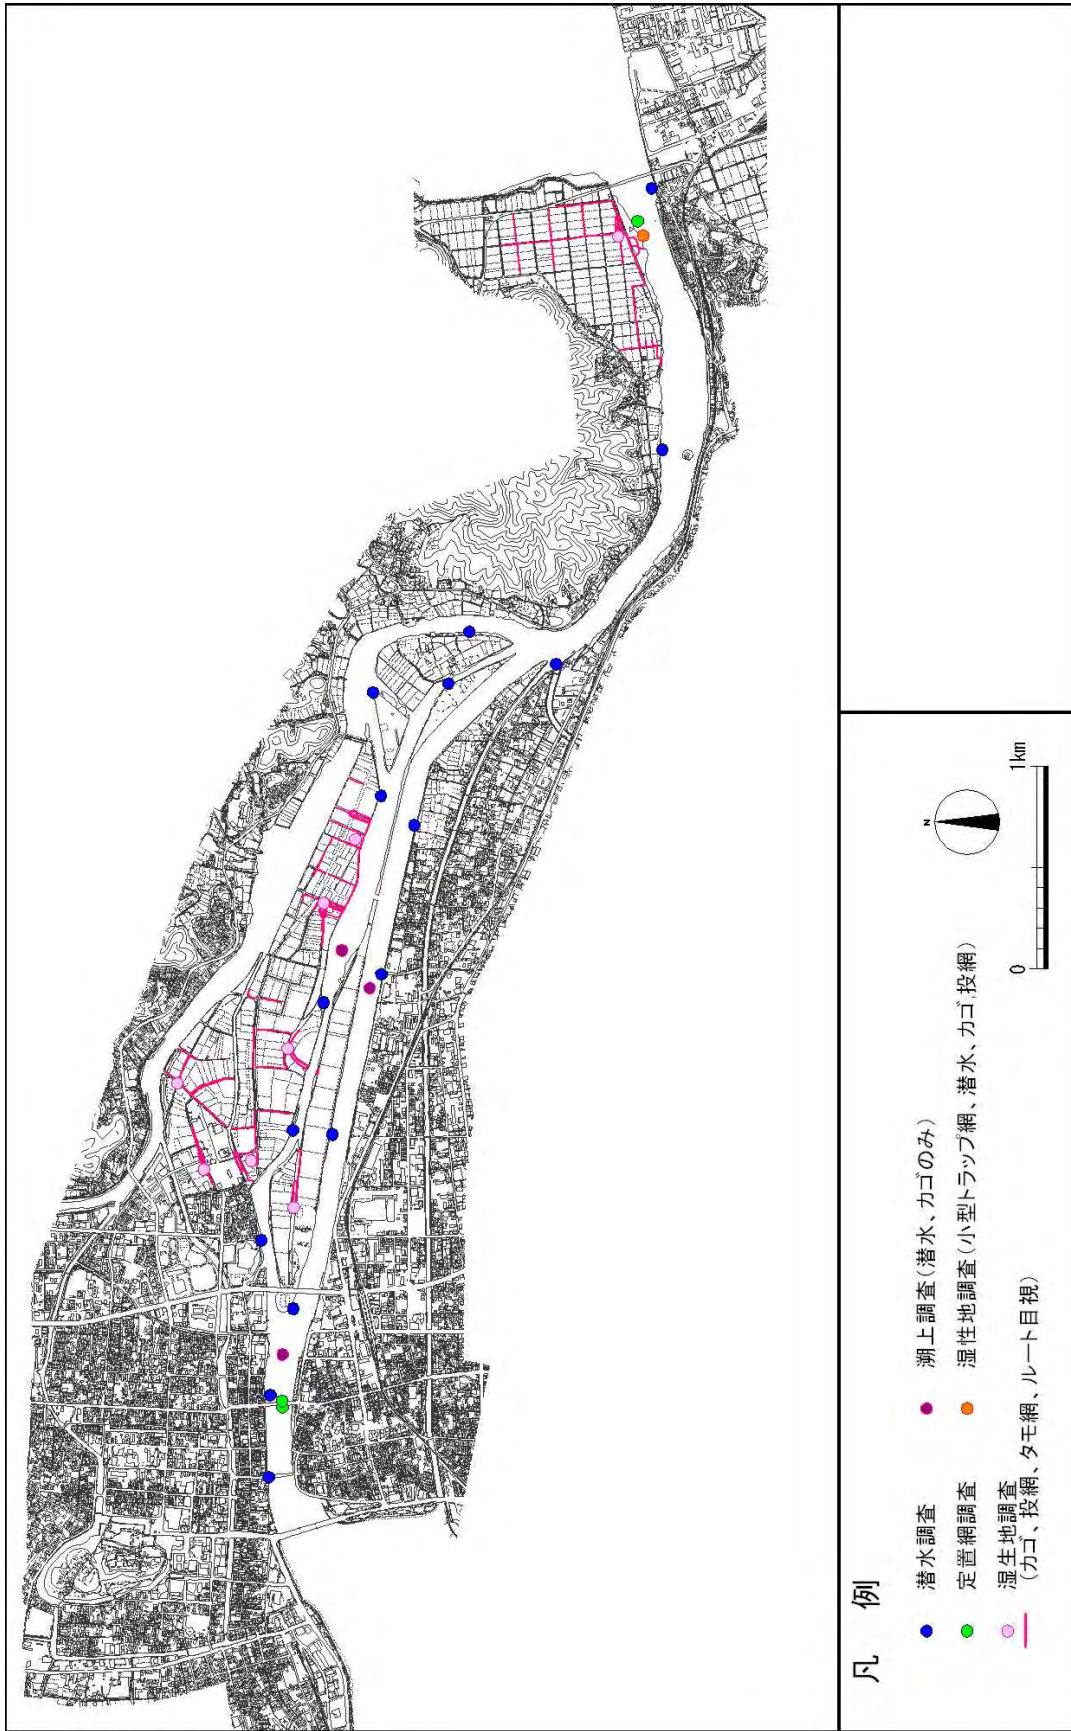 凡 例
潜水調査
溯上調査(潜水、カゴのみ)
定置網調査
湿性地調査(小型トラップ網、潜水、カゴ、投網)
湿生地調査
(カゴ、投網、タモ網、ルート目視)
N
0 1km